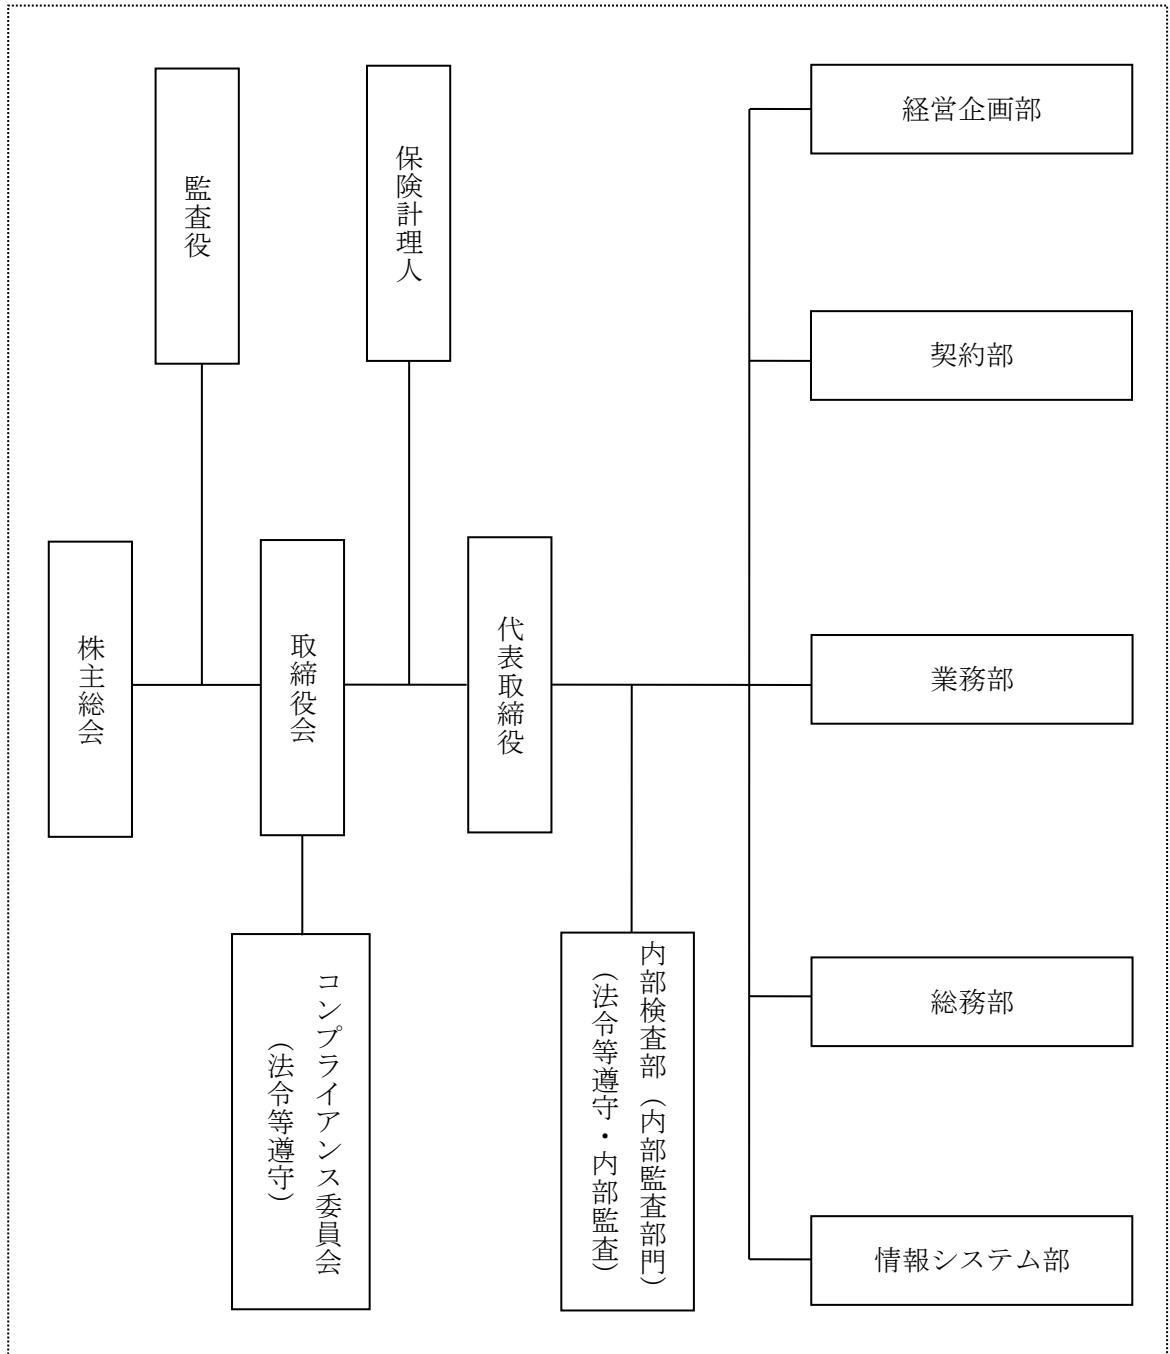 監査役
保険計理人
株主総会
取締役会
代表取締役
コンプライアンス委員会
（法令等遵守）
内部検査部（内部監査部門）
（法令等遵守・内部監査）
経営企画部
契約部
業務部
総務部
情報システム部